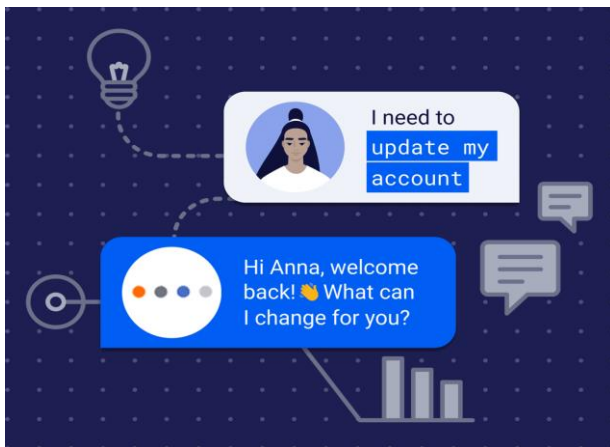 I need to
update my
account
Hi Anna, welcome
back!👋What can
I change for you?